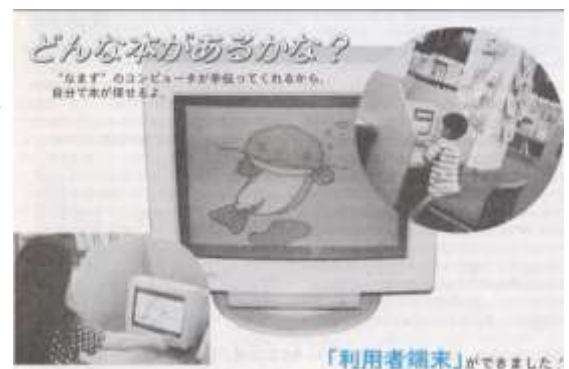 どんな本があるかな？
"なまず"のコンピュータが手伝ってくれるから、
自分で本が探せるよ。
「利用者端末」ができました！